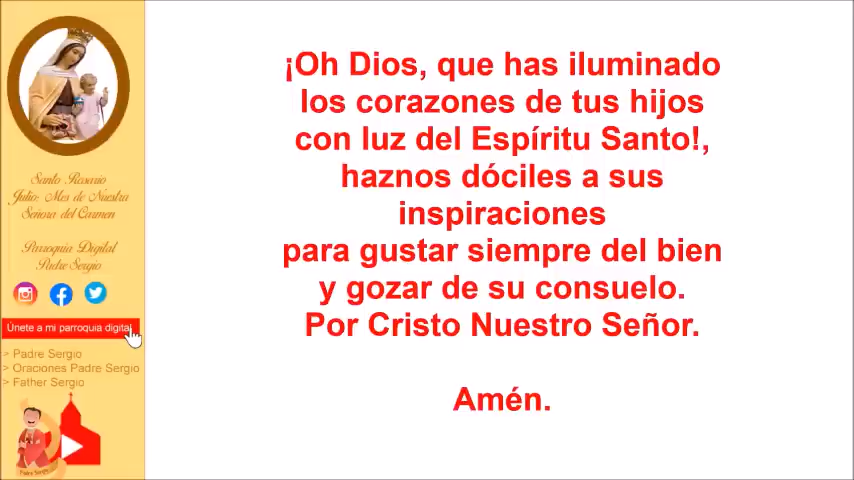 Santo Rosario
Julio: Mes de Nuestra
Señora del Carmen
Parroquia Digital
Padre Sergio
Únete a mi parroquia digital
> Padre Sergio
> Oraciones Padre Sergio
> Father Sergio
Padre Sergio
¡Oh Dios, que has iluminado
los corazones de tus hijos
con luz del Espíritu Santo!,
haznos dóciles a sus
inspiraciones
para gustar siempre del bien
y gozar de su consuelo.
Por Cristo Nuestro Señor.
Amén.